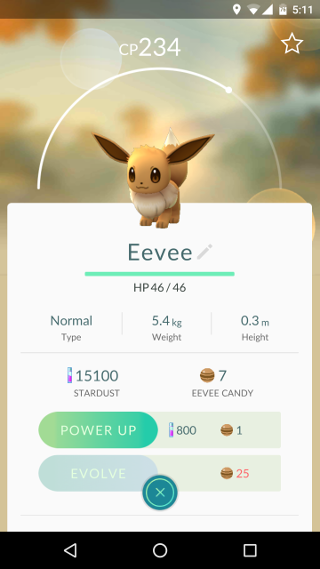 5:11
CP234
Eevee
HP 46 / 46
Normal 5.4 kg 0.3 m
Type Weight Height
15100 7
STARDUST EEVEE CANDY
POWER UP 800 1
EVOLVE 25